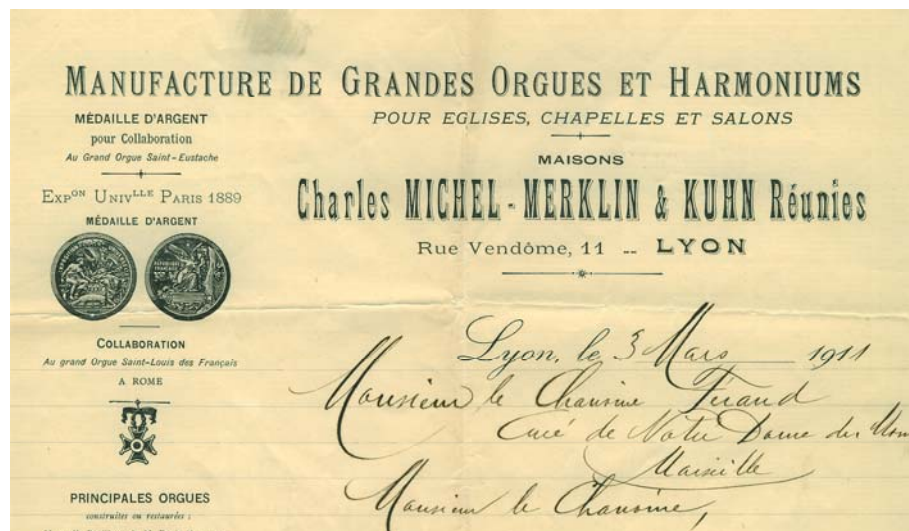 MANUFACTURE DE GRANDES ORGUES ET HARMONIUMS
POUR EGLISES, CHAPELLES ET SALONS
MAISONS
Charles MICHEL - MERKLIN & KUHN Réunies
Rue Vendôme, 11 -- LYON
MÉDAILLE D'ARGENT
pour Collaboration
Au Grand Orgue Saint-Eustache
EXPON UNIVLLE PARIS 1889
MÉDAILLE D'ARGENT
COLLABORATION
Au grand Orgue Saint-Louis des Français
A ROME
PRINCIPALES ORGUES
construites ou restaurées :
Lyon, le 3 Mars 1911
Monsieur le Chanoine
Curé de Notre Dame du
Marseille
Monsieur le Chanoine,